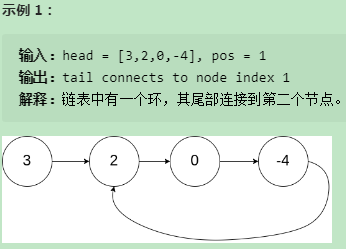 示例 1：
输入：head = [3,2,0,-4], pos = 1
输出：tail connects to node index 1
解释：链表中有一个环，其尾部连接到第二个节点。
3 2 0 -4